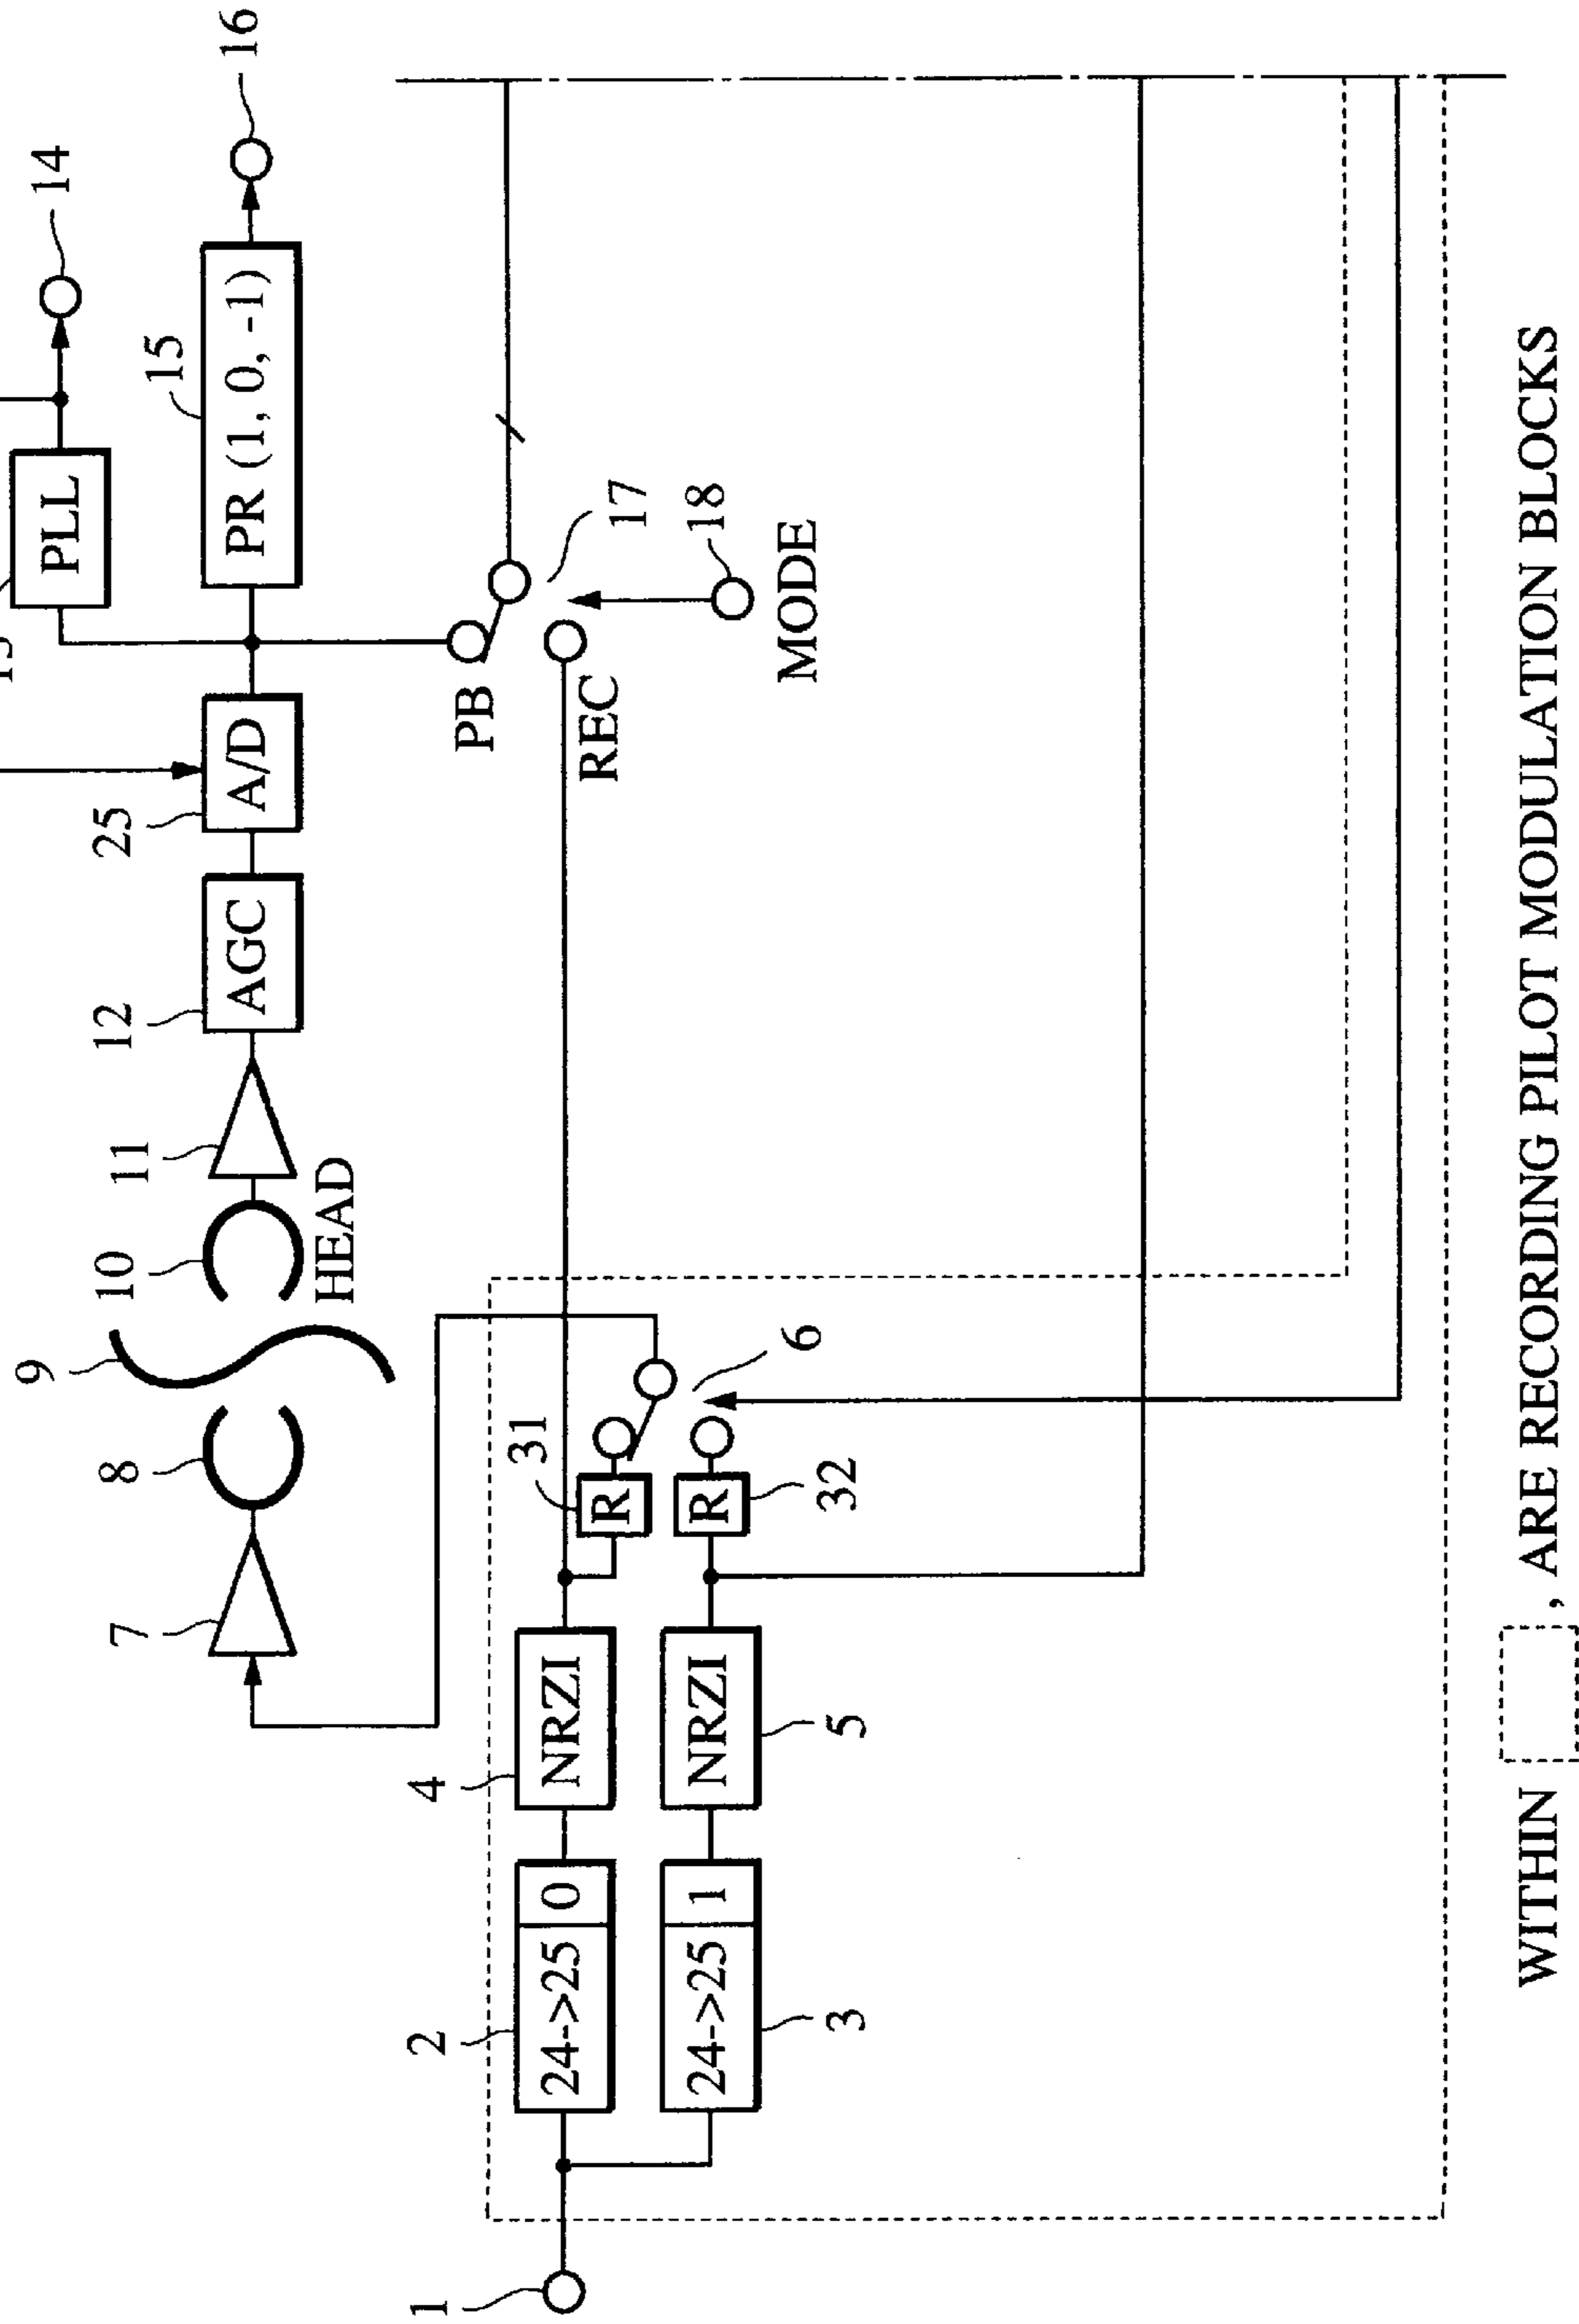 14
16
PLL
15
PR (1, 0, -1)
25
A/D
12
AGC
11
10
HEAD
9
8
7
PB
REC
17
18
MODE
31
R
6
R
32
4
NRZI
NRZI
5
2
24->25 0
24->25 1
3
1
WITHIN , ARE RECORDING PILOT MODULATION BLOCKS